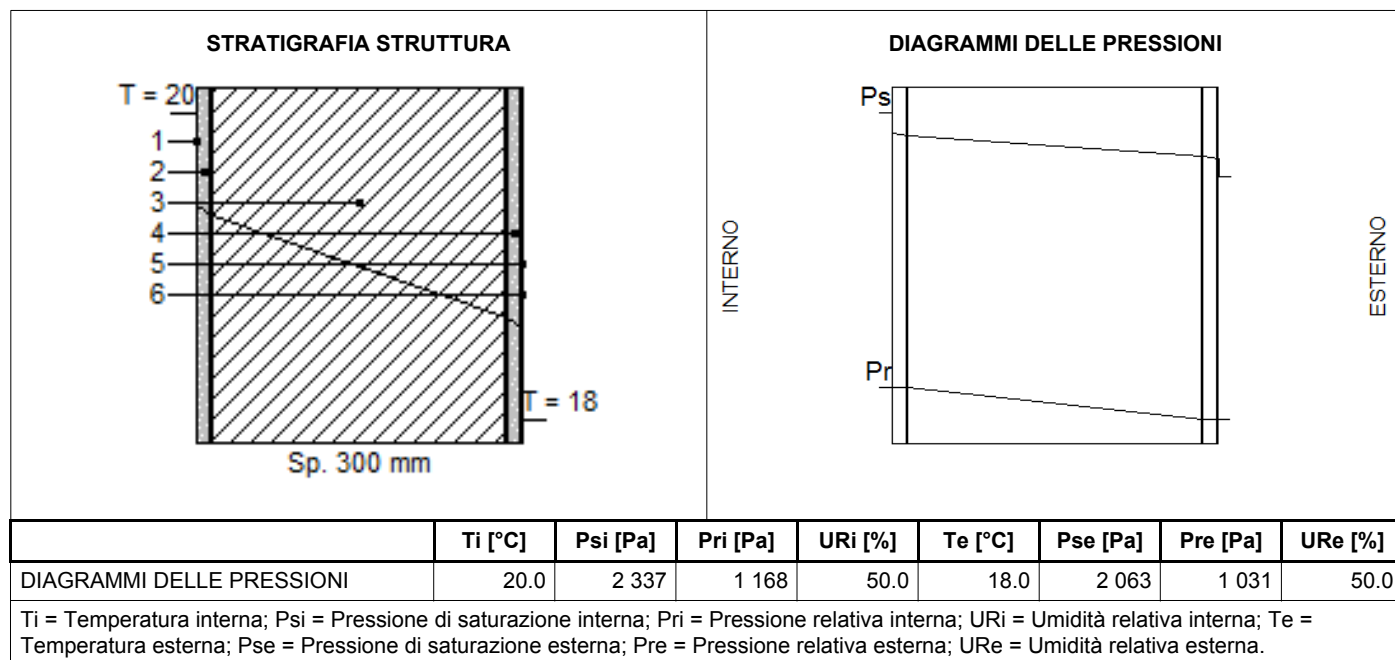 STRATIGRAFIA STRUTTURA
T = 20
1
2
3
4
5
6
T = 18
Sp. 300 mm
DIAGRAMMI DELLE PRESSIONI
Ps
Pr
INTERNO
ESTERNO
Ti [°C] Psi [Pa] Pri [Pa] URi [%] Te [°C] Pse [Pa] Pre [Pa] URe [%]
DIAGRAMMI DELLE PRESSIONI 20.0 2 337 1 168 50.0 18.0 2 063 1 031 50.0
Ti = Temperatura interna; Psi = Pressione di saturazione interna; Pri = Pressione relativa interna; URi = Umidità relativa interna; Te =
Temperatura esterna; Pse = Pressione di saturazione esterna; Pre = Pressione relativa esterna; URe = Umidità relativa esterna.